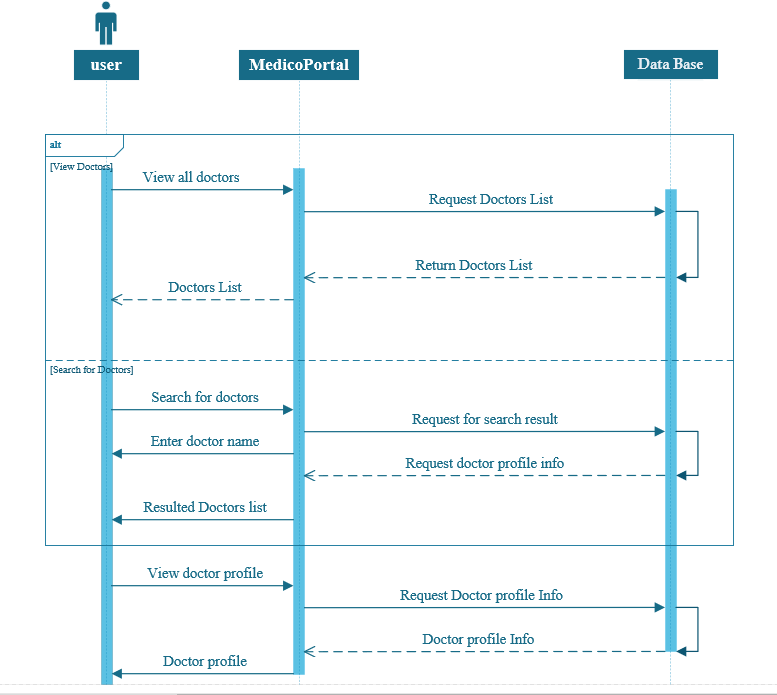 user
MedicoPortal
Data Base
alt
[View Doctors]
View all doctors
Request Doctors List
Return Doctors List
Doctors List
[Search for Doctors]
Search for doctors
Request for search result
Enter doctor name
Request doctor profile info
Resulted Doctors list
View doctor profile
Request Doctor profile Info
Doctor profile Info
Doctor profile